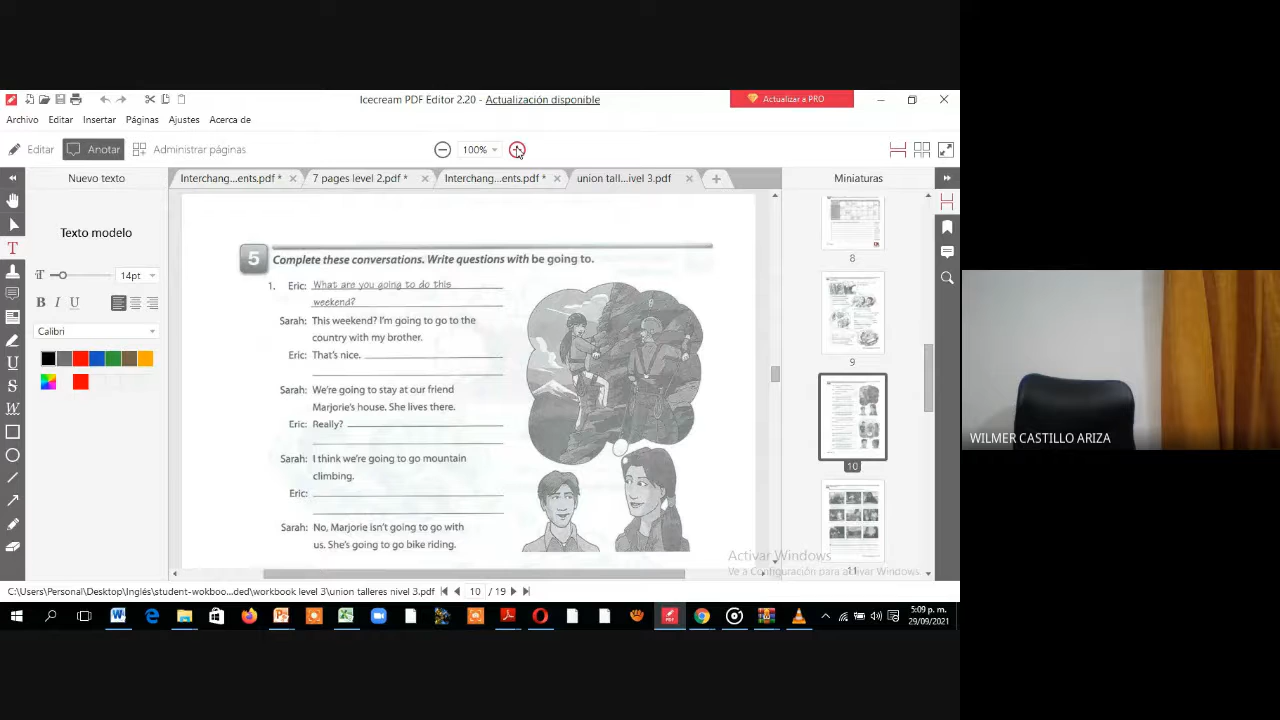 Icecream PDF Editor 2.20 - Actualización disponible
Actualizar a PRO
Archivo Editar Insertar Páginas Ajustes Acerca de
Editar Anotar Administrar páginas
100%
Nuevo texto
Interchang...ents.pdf *
7 pages level 2.pdf *
Interchang...ents.pdf *
union tall...ivel 3.pdf
Miniaturas
Texto modelo
14pt
B I U
Calibri
5 Complete these conversations. Write questions with be going to.
1. Eric: What are you going to do this
weekend?
Sarah: This weekend? I'm going to go to the
country with my brother.
Eric: That's nice.
Sarah: We're going to stay at our friend
Marjorie's house. She lives there.
Eric: Really?
Sarah: I think we're going to go mountain
climbing.
Eric:
Sarah: No, Marjorie isn't going to go with
us. She's going to go bike riding.
8
9
10
11
Activar Windows
Ve a Configuración para activar Windows.
C:\Users\Personal\Desktop\Inglés\student-wokboo...ded\workbook level 3\union talleres nivel 3.pdf
10 / 19
5:09 p. m.
29/09/2021
WILMER CASTILLO ARIZA